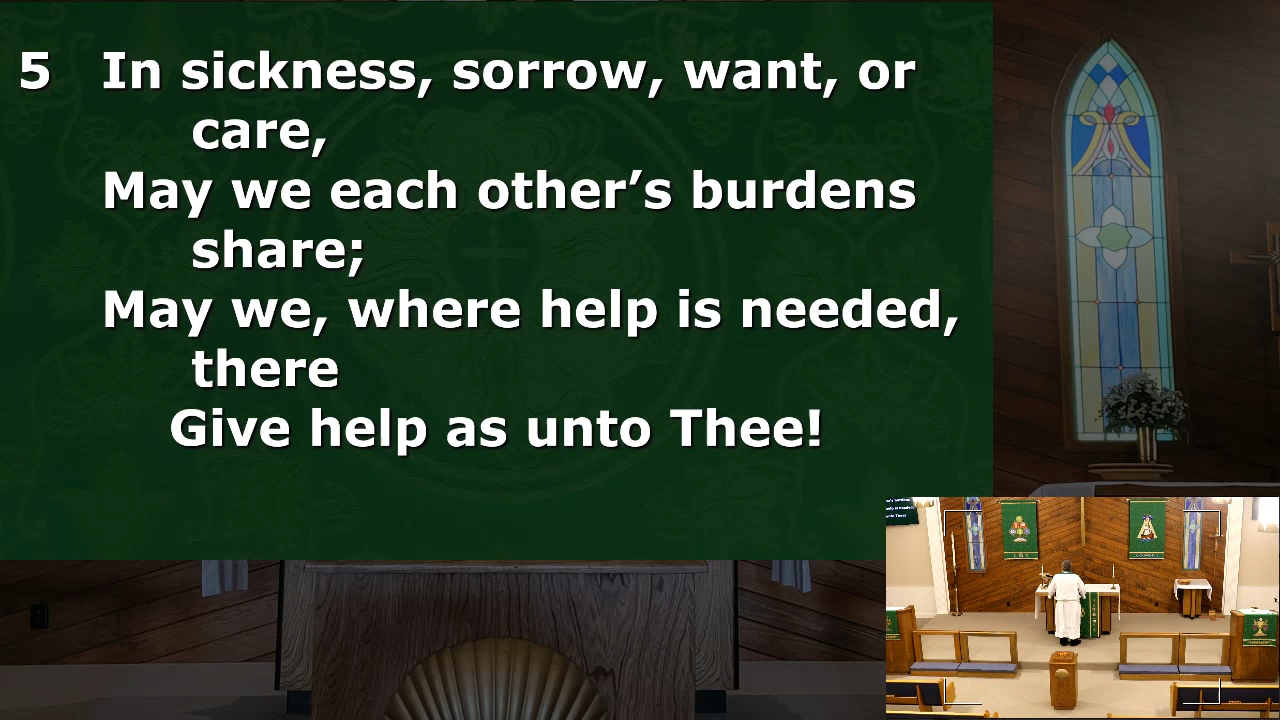 5 In sickness, sorrow, want, or
care,
May we each other’s burdens
share;
May we, where help is needed,
there
Give help as unto Thee!